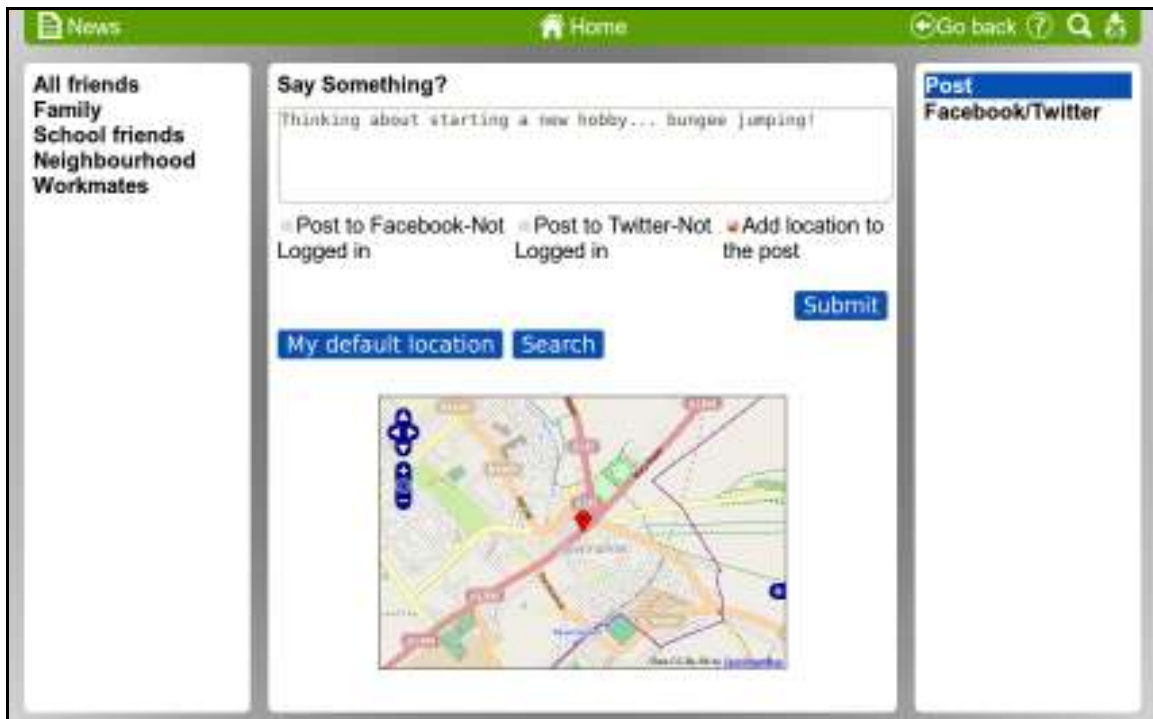 News
Home
Go back ?
All friends
Family
School friends
Neighbourhood
Workmates
Say Something?
Thinking about starting a new hobby... bungee jumping!
Post to Facebook-Not
Logged in
Post to Twitter-Not
Logged in
Add location to
the post
Submit
My default location
Search
Post
Facebook/Twitter